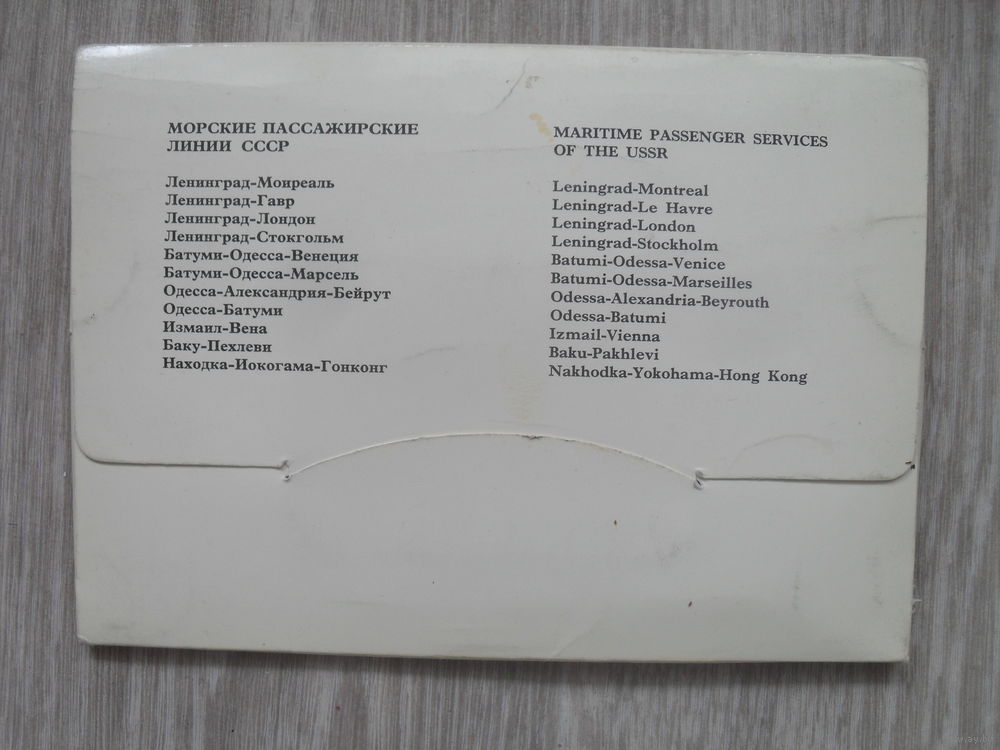 МОРСКИЕ ПАССАЖИРСКИЕ
ЛИНИИ СССР
Ленинград-Монреаль
Ленинград-Гавр
Ленинград-Лондон
Ленинград-Стокгольм
Батуми-Одесса-Венеция
Батуми-Одесса-Марсель
Одесса-Александрия-Бейрут
Одесса-Батуми
Измаил-Вена
Баку-Пехлеви
Находка-Иокогама-Гонконг
MARITIME PASSENGER SERVICES
OF THE USSR
Leningrad-Montreal
Leningrad-Le Havre
Leningrad-London
Leningrad-Stockholm
Batumi-Odessa-Venice
Batumi-Odessa-Marseilles
Odessa-Alexandria-Beyrouth
Odessa-Batumi
Izmail-Vienna
Baku-Pakhlevi
Nakhodka-Yokohama-Hong Kong